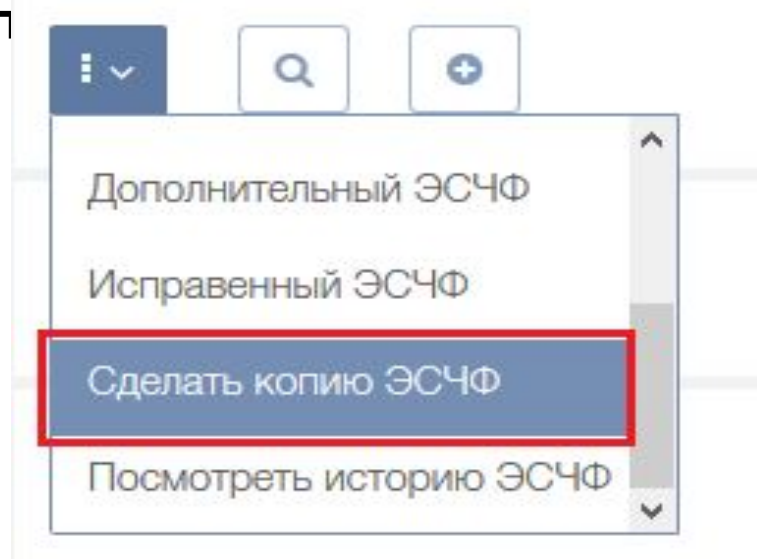 Дополнительный ЭСЧФ
Исправенный ЭСЧФ
Сделать копию ЭСЧФ
Посмотреть историю ЭСЧФ